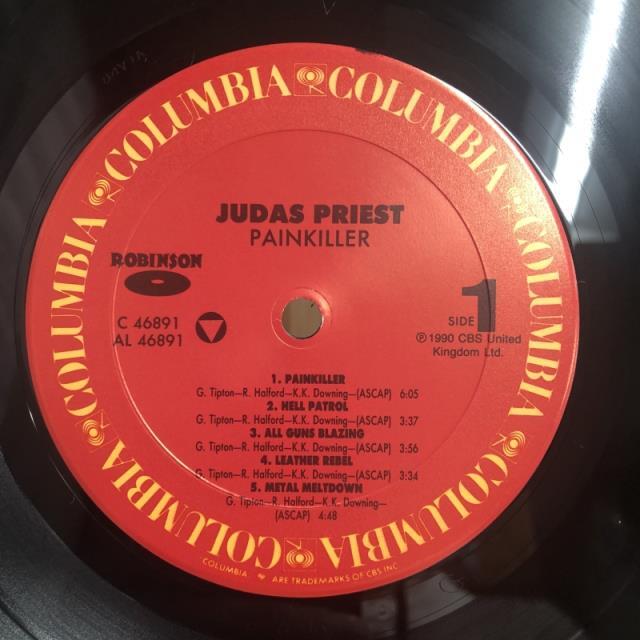 COLUMBIA COLUMBIA COLUMBIA COLUMBIA COLUMBIA COLUMBIA
JUDAS PRIEST
PAINKILLER
ROBINSON
C 46891
AL 46891
SIDE 1
℗ 1990 CBS United
Kingdom Ltd.
1. PAINKILLER
G. Tipton—R. Halford—K.K. Downing—(ASCAP) 6:05
2. HELL PATROL
G. Tipton—R. Halford—K.K. Downing—(ASCAP) 3:37
3. ALL GUNS BLAZING
G. Tipton—R. Halford—K.K. Downing—(ASCAP) 3:56
4. LEATHER REBEL
G. Tipton—R. Halford—K.K. Downing—(ASCAP) 3:34
5. METAL MELTDOWN
G. Tipton—R. Halford—K.K. Downing—
(ASCAP) 4:48
COLUMBIA ARE TRADEMARKS OF CBS INC